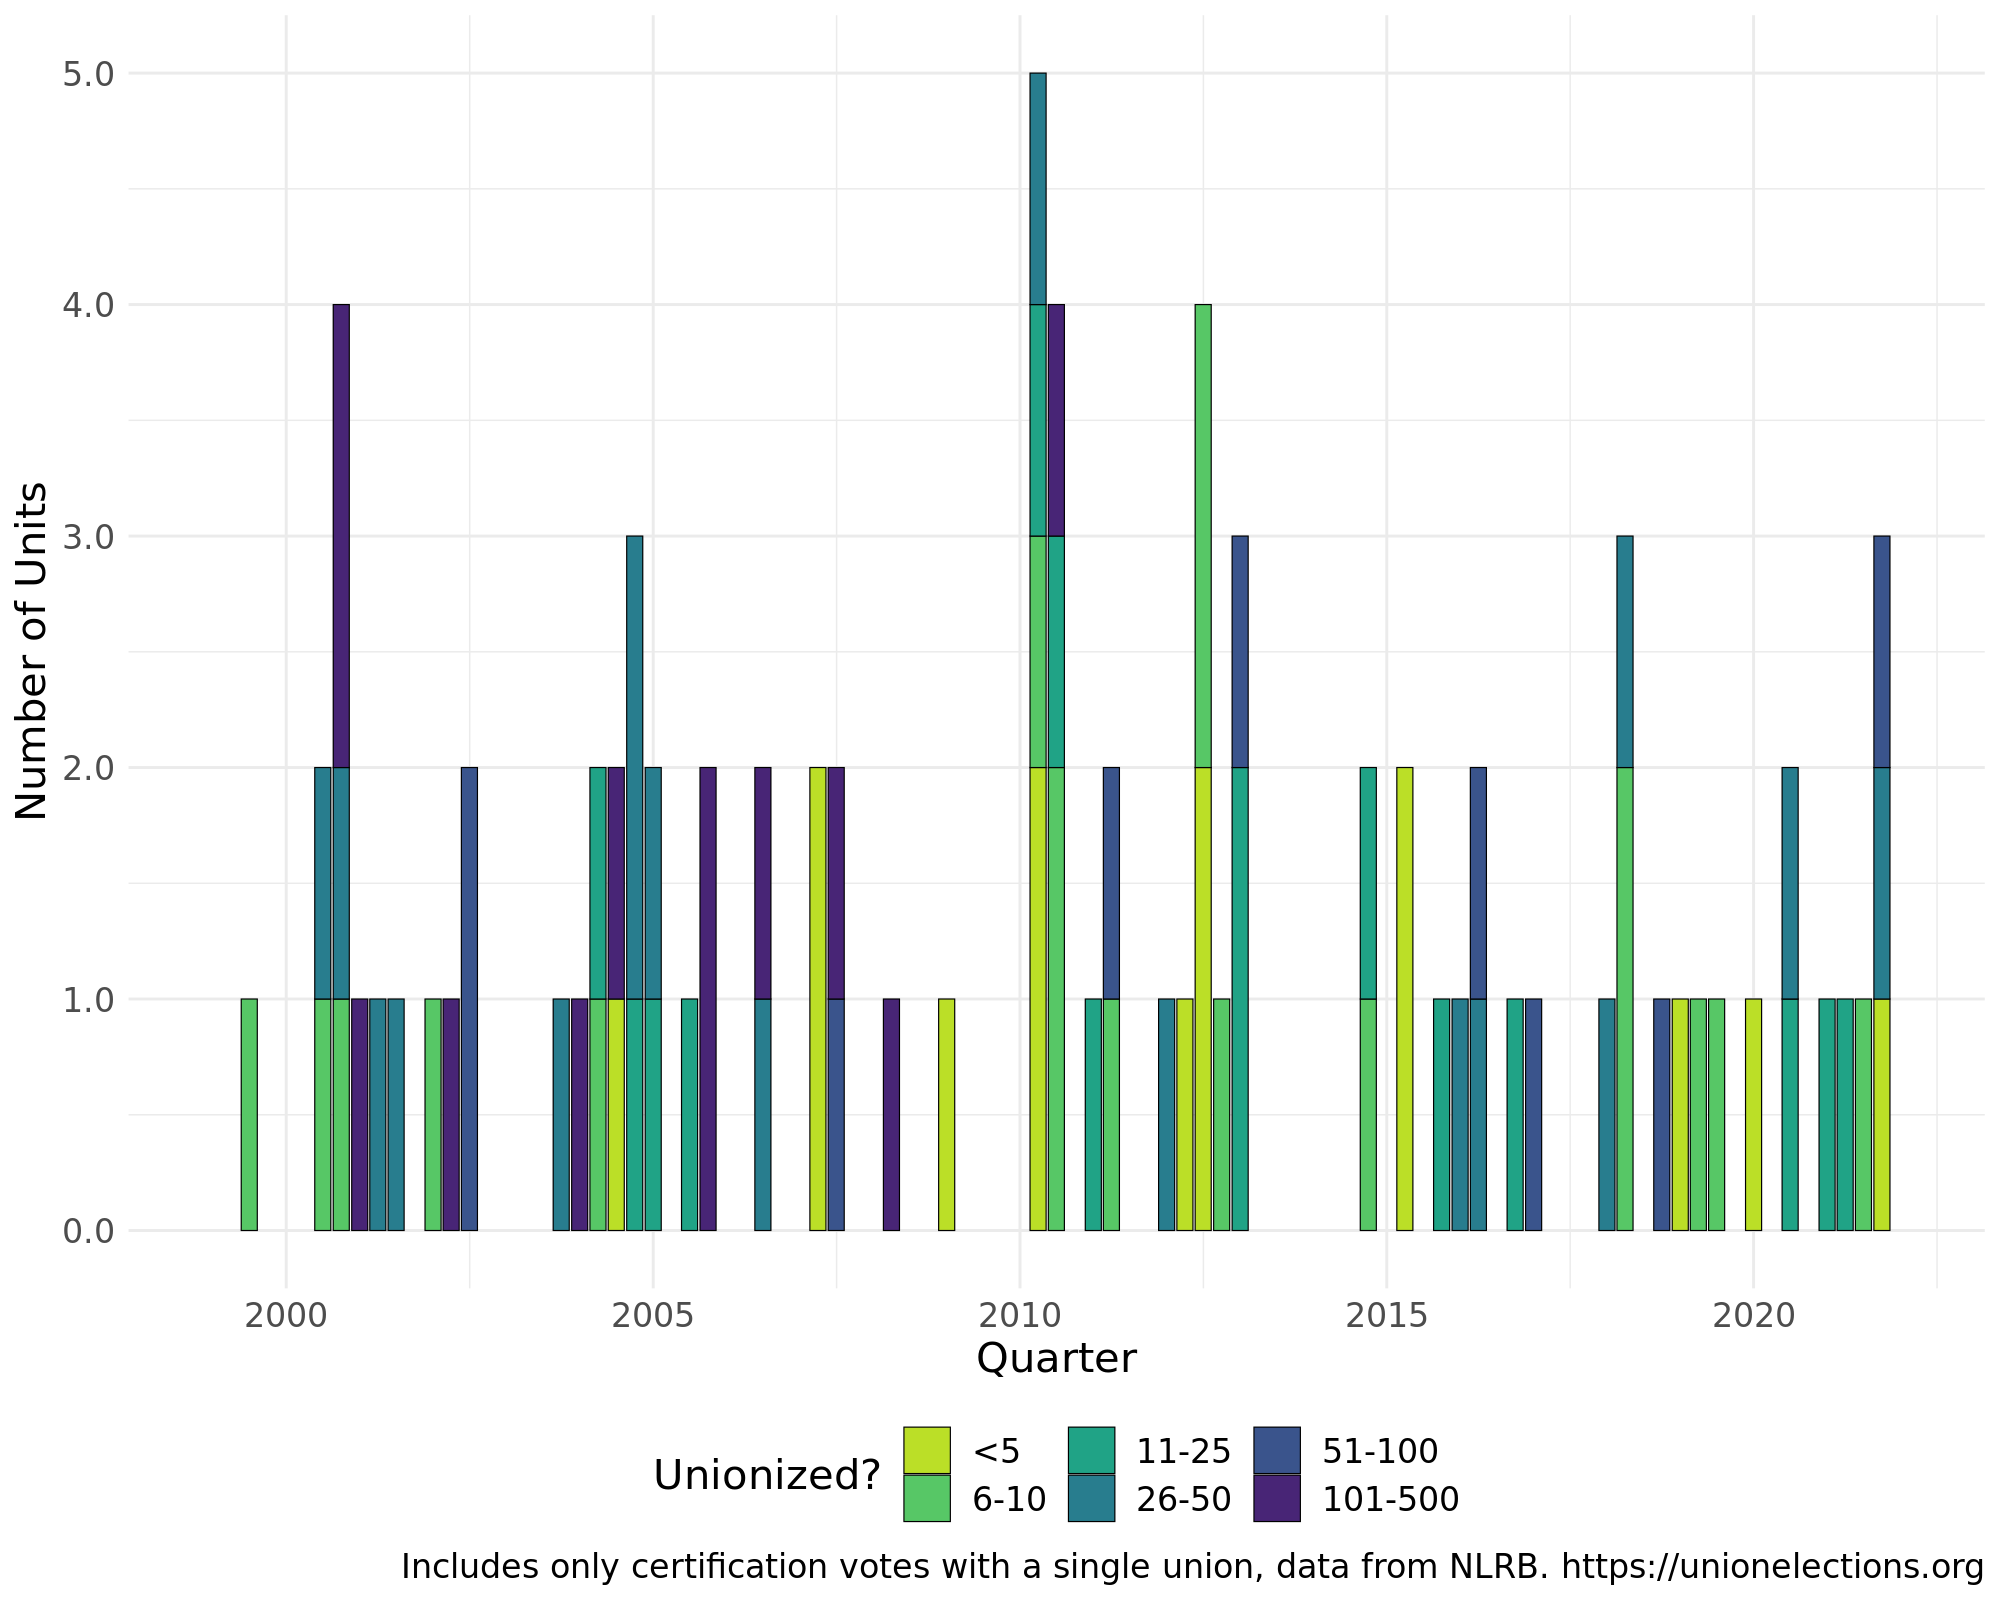 5.0
4.0
3.0
2.0
1.0
0.0
Number of Units
2000 2005 2010 2015 2020
Quarter
Unionized?
<5 11-25 51-100
6-10 26-50 101-500
Includes only certification votes with a single union, data from NLRB. https://unionelections.org